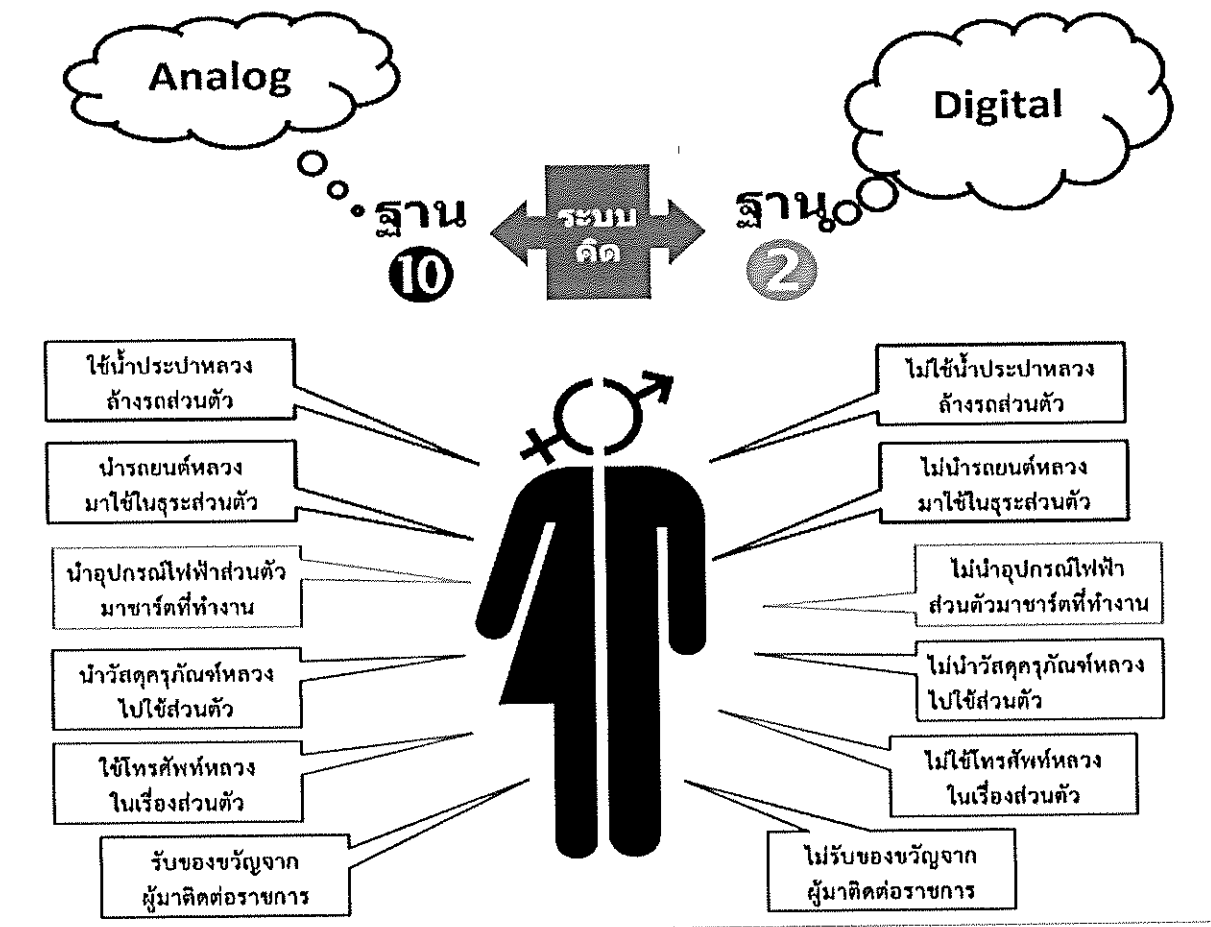 Analog
Digital
ฐาน
10
ระบบ
คิด
ฐาน
2
ใช้น้ำประปาหลวง
ล้างรถส่วนตัว
นำรถยนต์หลวง
มาใช้ในธุระส่วนตัว
นำอุปกรณ์ไฟฟ้าส่วนตัว
มาชาร์ตที่ทำงาน
นำวัสดุครุภัณฑ์หลวง
ไปใช้ส่วนตัว
ใช้โทรศัพท์หลวง
ในเรื่องส่วนตัว
รับของขวัญจาก
ผู้มาติดต่อราชการ
ไม่ใช้น้ำประปาหลวง
ล้างรถส่วนตัว
ไม่นำรถยนต์หลวง
มาใช้ในธุระส่วนตัว
ไม่นำอุปกรณ์ไฟฟ้า
ส่วนตัวมาชาร์ตที่ทำงาน
ไม่นำวัสดุครุภัณฑ์หลวง
ไปใช้ส่วนตัว
ไม่ใช้โทรศัพท์หลวง
ในเรื่องส่วนตัว
ไม่รับของขวัญจาก
ผู้มาติดต่อราชการ